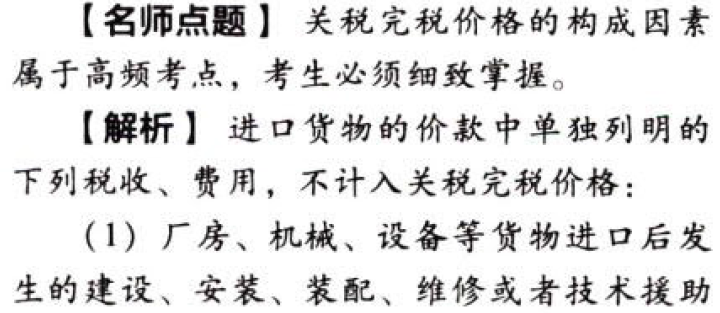 【名师点题】 关税完税价格的构成因素
属于高频考点，考生必须细致掌握。
【解析】 进口货物的价款中单独列明的
下列税收、费用，不计入关税完税价格：
（1）厂房、机械、设备等货物进口后发
生的建设、安装、装配、维修或者技术援助